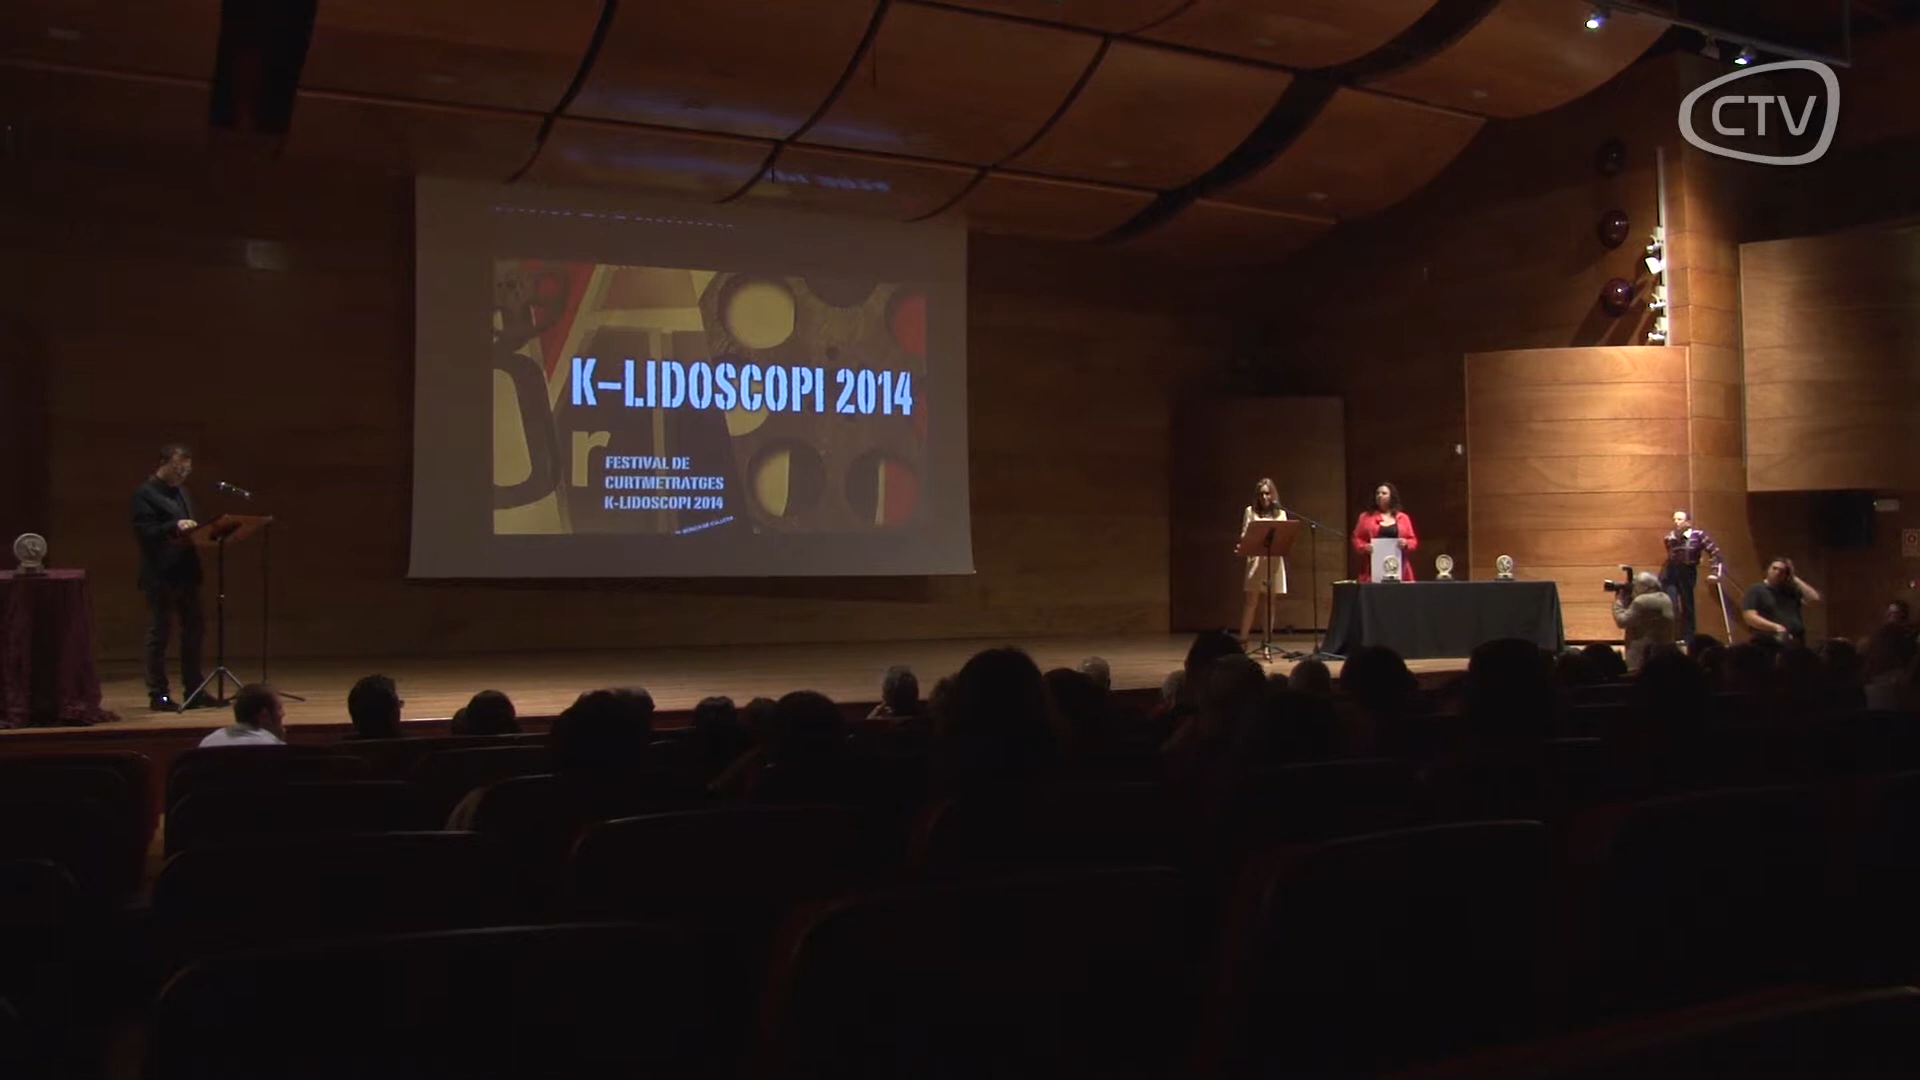 CTV
K-LIDOSCOPI 2014
r
FESTIVAL DE
CURTMETRATGES
K-LIDOSCOPI 2014